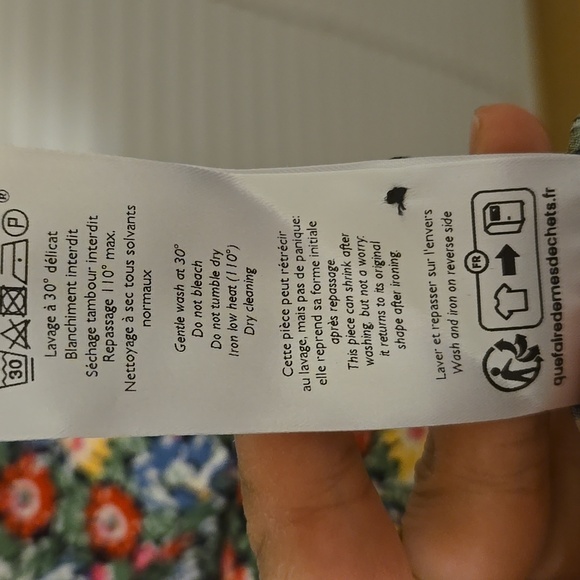 30 P
®
Lavage à 30° délicat
Blanchiment interdit
Séchage tambour interdit
Repassage 110° max.
Nettoyage à sec tous solvants
normaux
Gentle wash at 30°
Do not bleach
Do not tumble dry
Iron low heat (110°)
Dry cleaning
Cette pièce peut rétrécir
au lavage, mais pas de panique:
elle reprend sa forme initiale
après repassage.
This piece can shrink after
washing, but not a worry:
it returns to its original
shape after ironing.
Laver et repasser sur l'envers
Wash and iron on reverse side
FR
quefairedemesdechets.fr